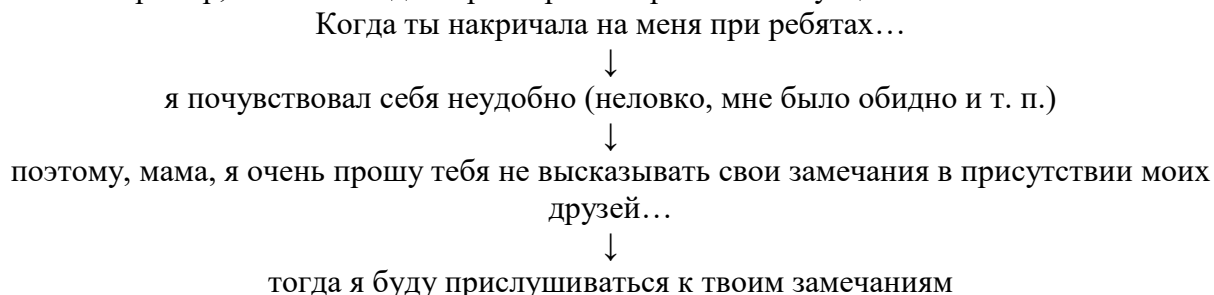 Когда ты накричала на меня при ребятах…
↓
я почувствовал себя неудобно (неловко, мне было обидно и т. п.)
↓
поэтому, мама, я очень прошу тебя не высказывать свои замечания в присутствии моих
друзей…
↓
тогда я буду прислушиваться к твоим замечаниям